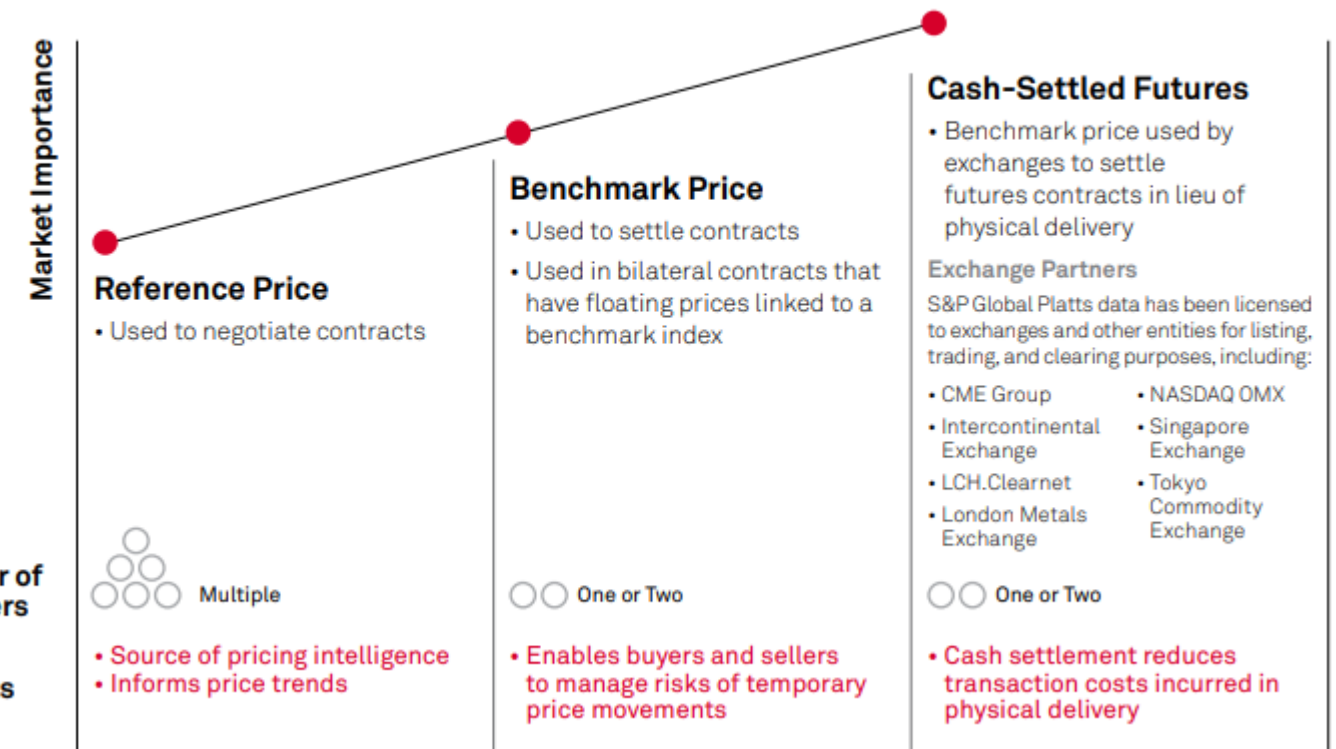 Market Importance
Cash-Settled Futures
• Benchmark price used by
exchanges to settle
futures contracts in lieu of
physical delivery
Exchange Partners
S&P Global Platts data has been licensed
to exchanges and other entities for listing,
trading, and clearing purposes, including:
• CME Group
• Intercontinental
Exchange
• LCH.Clearnet
• London Metals
Exchange
• NASDAQ OMX
• Singapore
Exchange
• Tokyo
Commodity
Exchange
Benchmark Price
• Used to settle contracts
• Used in bilateral contracts that
have floating prices linked to a
benchmark index
Reference Price
• Used to negotiate contracts
r of
rs
Multiple
One or Two
One or Two
s
• Source of pricing intelligence
• Informs price trends
• Enables buyers and sellers
to manage risks of temporary
price movements
• Cash settlement reduces
transaction costs incurred in
physical delivery